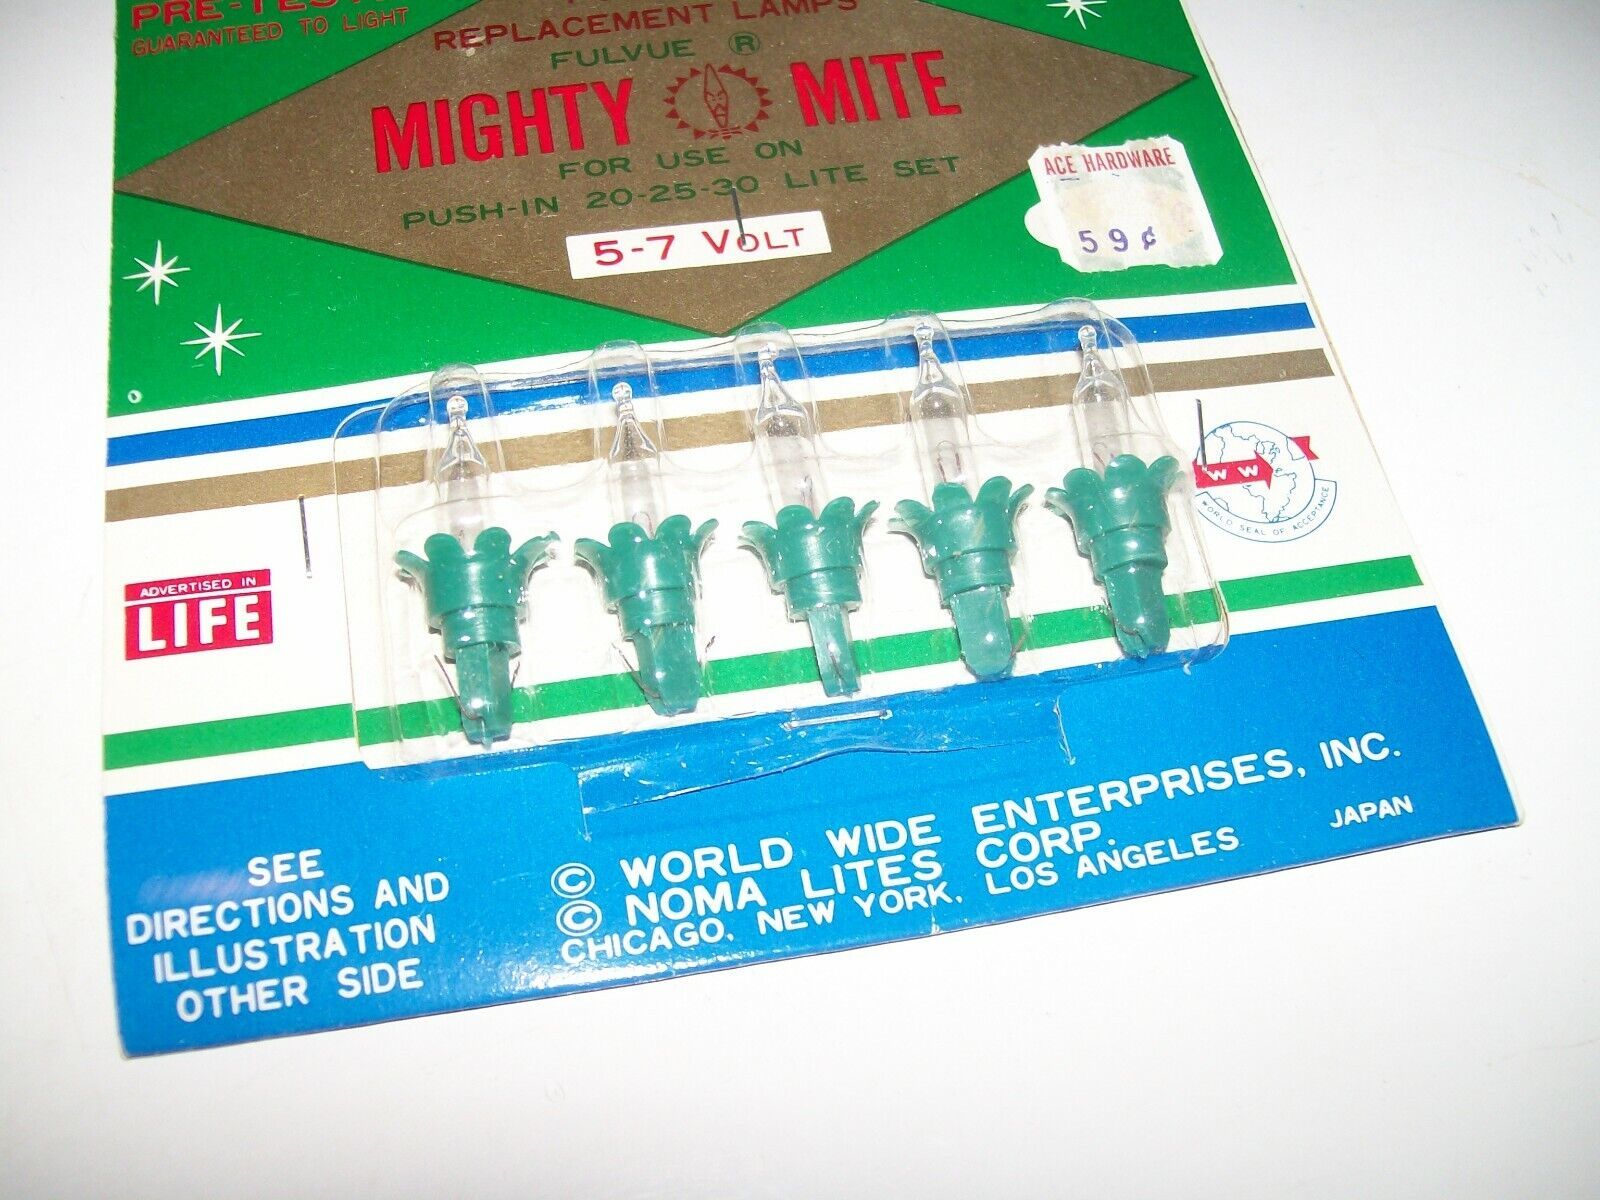 GUARANTEED TO LIGHT
REPLACEMENT LAMPS
FULVUE ®
MIGHTY MITE
FOR USE ON
PUSH-IN 20-25-30 LITE SET
5-7 VOLT
ACE HARDWARE
59¢
W W
WORLD SEAL OF ACCEPTANCE
ADVERTISED IN
LIFE
SEE
DIRECTIONS AND
ILLUSTRATION
OTHER SIDE
© WORLD WIDE ENTERPRISES, INC.
© NOMA LITES CORP.
CHICAGO, NEW YORK, LOS ANGELES
JAPAN